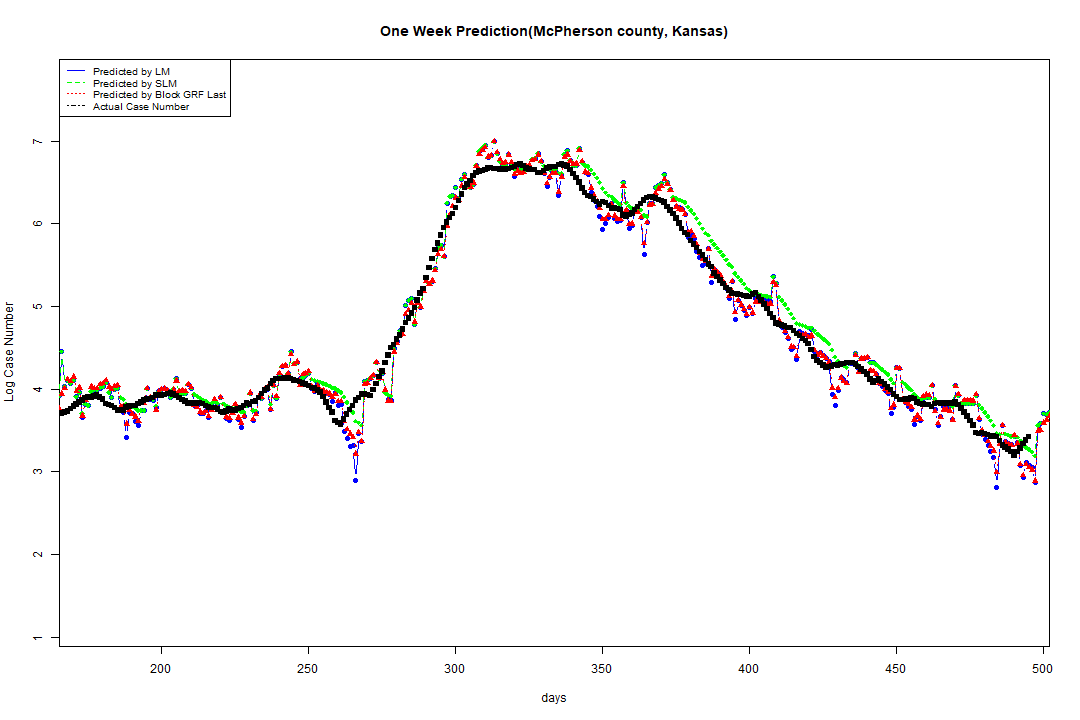 One Week Prediction(McPherson county, Kansas)
Predicted by LM
Predicted by SLM
Predicted by Block GRF Last
Actual Case Number
7
6
5
4
3
2
1
Log Case Number
200 250 300 350 400 450 500
days